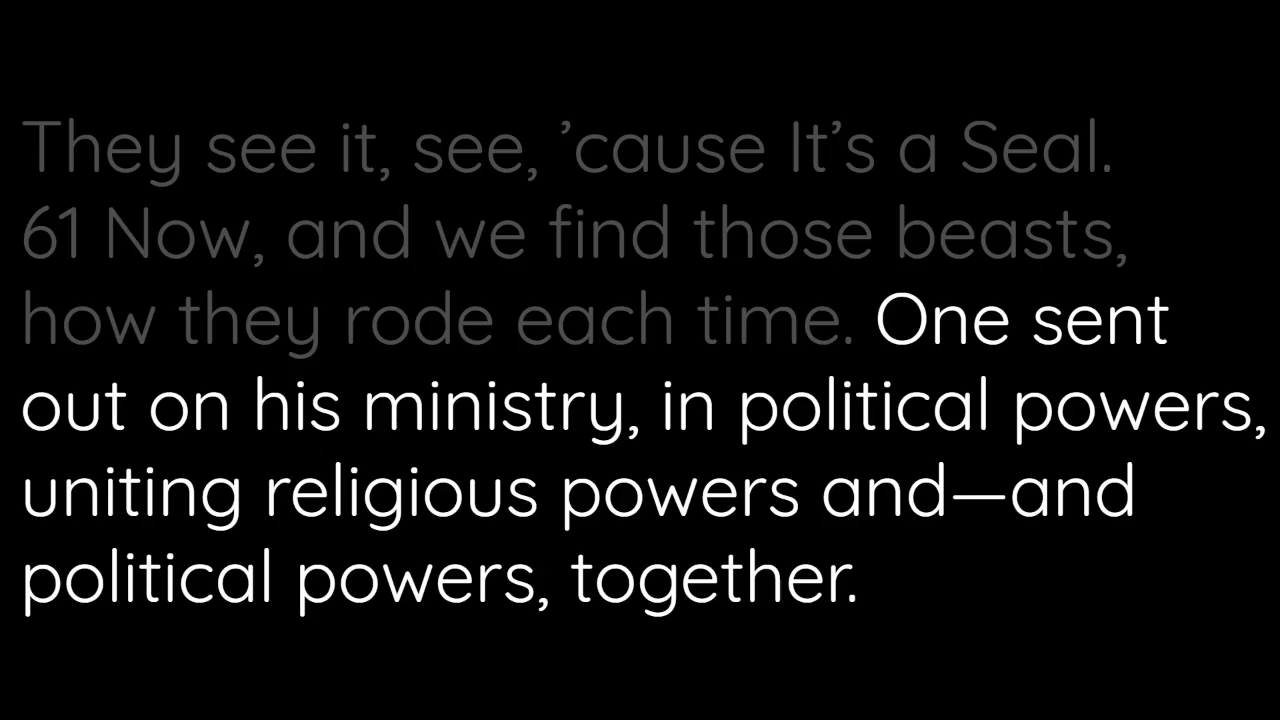 They see it, see, ’cause It’s a Seal.
61 Now, and we find those beasts,
how they rode each time. One sent
out on his ministry, in political powers,
uniting religious powers and—and
political powers, together.